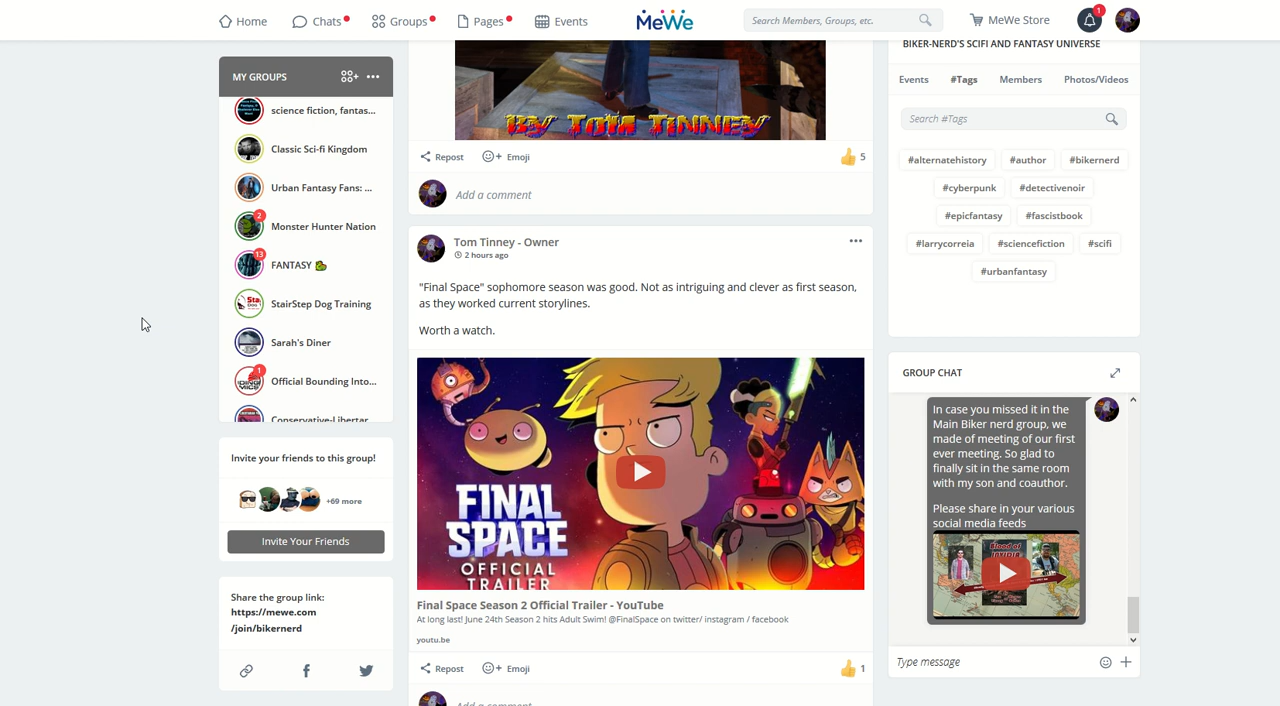 Home
Chats
Groups
Pages
Events
MeWe
Search Members, Groups, etc.
MeWe Store
1
MY GROUPS
science fiction, fantas...
Classic Sci-fi Kingdom
Urban Fantasy Fans: ...
2
Monster Hunter Nation
13
FANTASY
StairStep Dog Training
Sarah's Diner
1
Official Bounding Into...
Conservative-Libertar
Invite your friends to this group!
+69 more
Invite Your Friends
Share the group link:
https://mewe.com
/join/bikernerd
BY TOM TINNEY
Repost
Emoji
5
Add a comment
Tom Tinney - Owner
2 hours ago
"Final Space" sophomore season was good. Not as intriguing and clever as first season,
as they worked current storylines.
Worth a watch.
FINAL
SPACE
OFFICIAL
TRAILER
Final Space Season 2 Official Trailer - YouTube
At long last! June 24th Season 2 hits Adult Swim! @FinalSpace on twitter/ instagram / facebook
youtu.be
Repost
Emoji
1
Add a comment
BIKER-NERD'S SCIFI AND FANTASY UNIVERSE
Events
#Tags
Members
Photos/Videos
Search #Tags
#alternatehistory
#author
#bikernerd
#cyberpunk
#detectivenoir
#epicfantasy
#fascistbook
#larrycorreia
#sciencefiction
#scifi
#urbanfantasy
GROUP CHAT
In case you missed it in the
Main Biker nerd group, we
made of meeting of our first
ever meeting. So glad to
finally sit in the same room
with my son and coauthor.
Please share in your various
social media feeds
Blood of
Type message